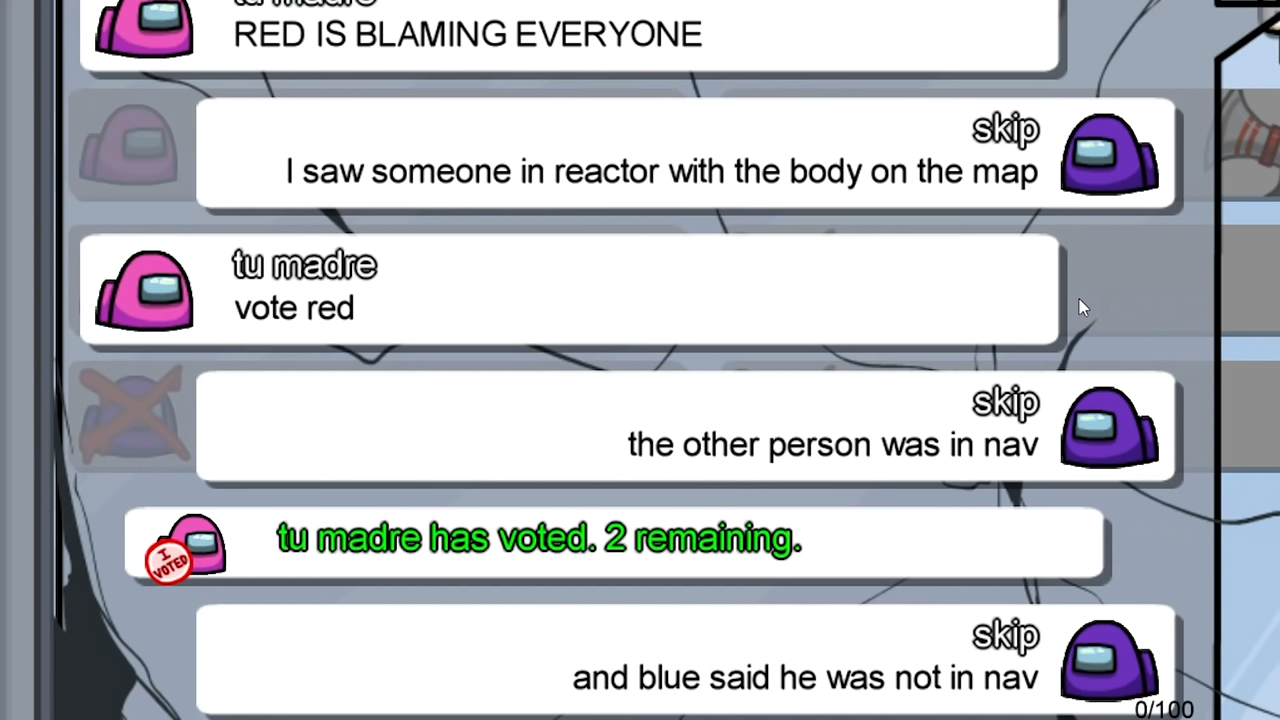 tu madre
RED IS BLAMING EVERYONE
skip
I saw someone in reactor with the body on the map
tu madre
vote red
skip
the other person was in nav
I VOTED
tu madre has voted. 2 remaining.
skip
and blue said he was not in nav
0/100